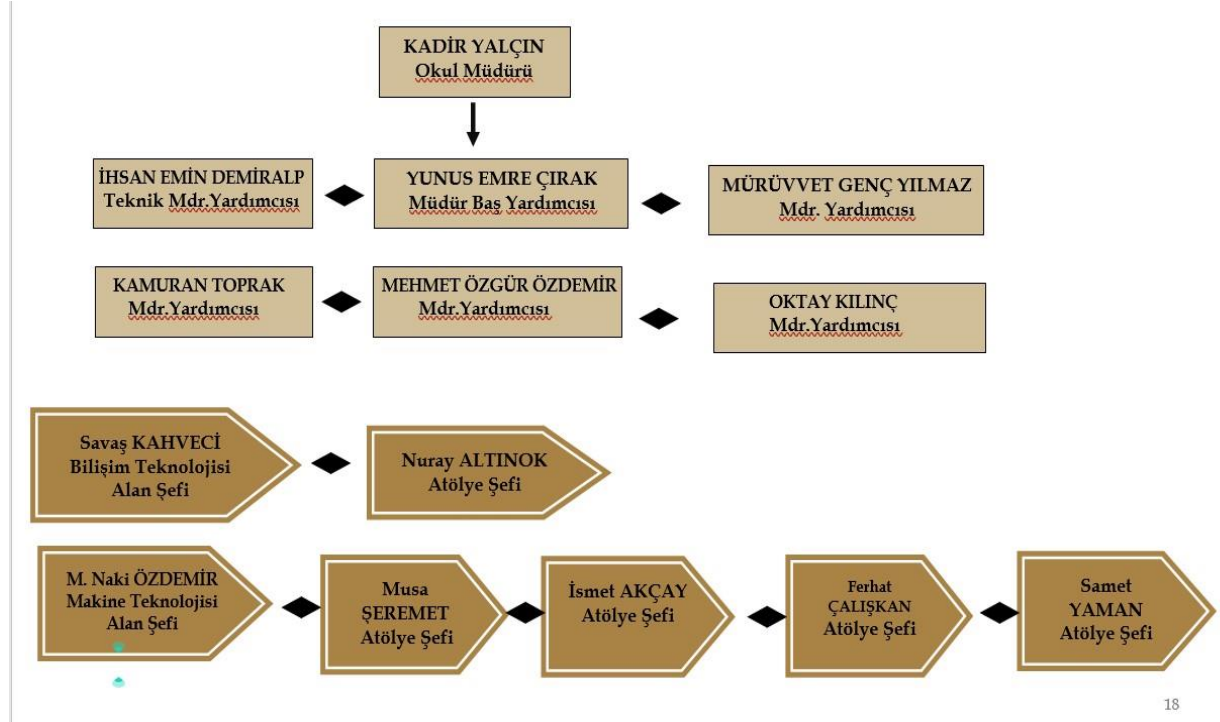 KADİR YALÇIN
Okul Müdürü
İHSAN EMİN DEMİRALP
Teknik Mdr.Yardımcısı
YUNUS EMRE ÇIRAK
Müdür Baş Yardımcısı
MÜRÜVVET GENÇ YILMAZ
Mdr. Yardımcısı
KAMURAN TOPRAK
Mdr.Yardımcısı
MEHMET ÖZGÜR ÖZDEMİR
Mdr.Yardımcısı
OKTAY KILINÇ
Mdr.Yardımcısı
Savaş KAHVECİ
Bilişim Teknolojisi
Alan Şefi
Nuray ALTINOK
Atölye Şefi
M. Naki ÖZDEMİR
Makine Teknolojisi
Alan Şefi
Musa
ŞEREMET
Atölye Şefi
İsmet AKÇAY
Atölye Şefi
Ferhat
ÇALIŞKAN
Atölye Şefi
Samet
YAMAN
Atölye Şefi
18